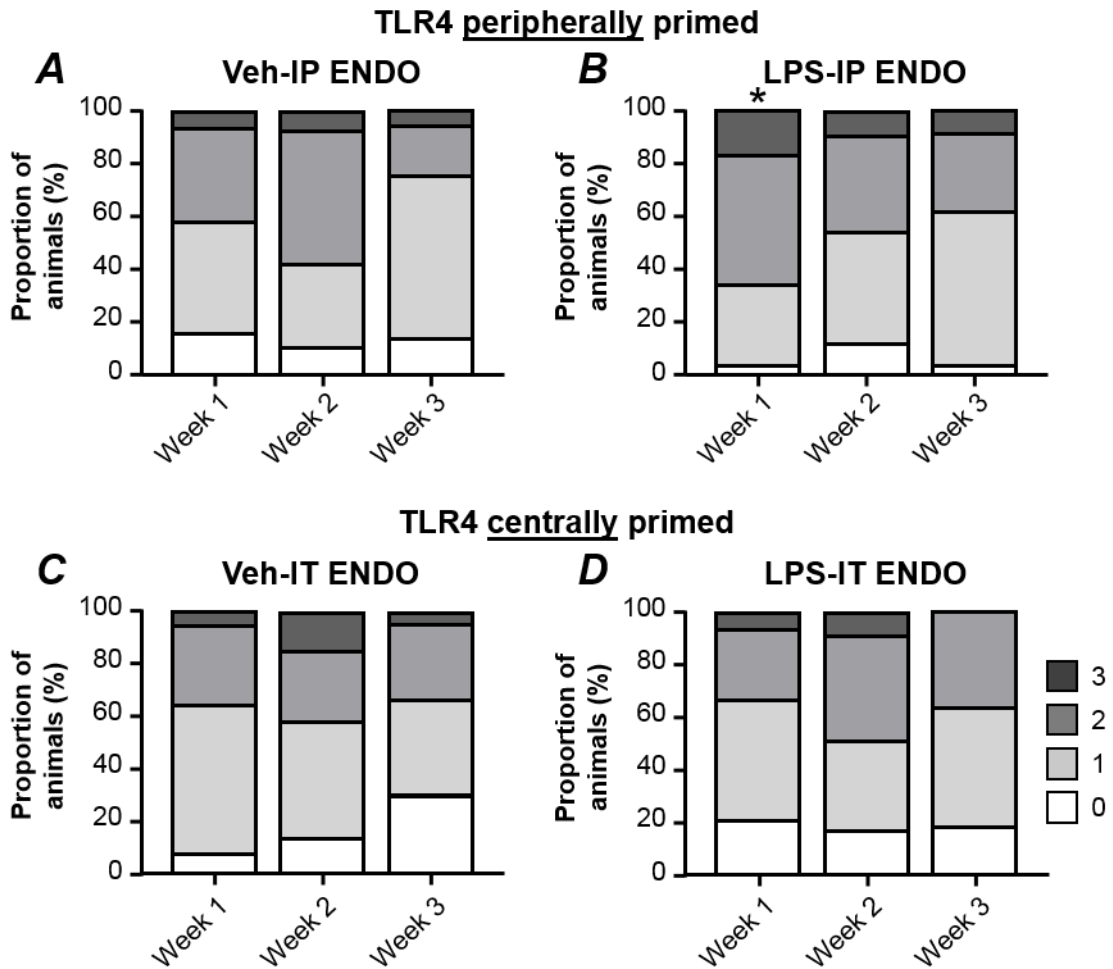 TLR4 peripherally primed
A
Veh-IP ENDO
100
80
60
40
20
0
Proportion of
animals (%)
Week 1
Week 2
Week 3
B
LPS-IP ENDO
*
100
80
60
40
20
0
Proportion of
animals (%)
Week 1
Week 2
Week 3
TLR4 centrally primed
C
Veh-IT ENDO
100
80
60
40
20
0
Proportion of
animals (%)
Week 1
Week 2
Week 3
D
LPS-IT ENDO
100
80
60
40
20
0
Proportion of
animals (%)
Week 1
Week 2
Week 3
3
2
1
0